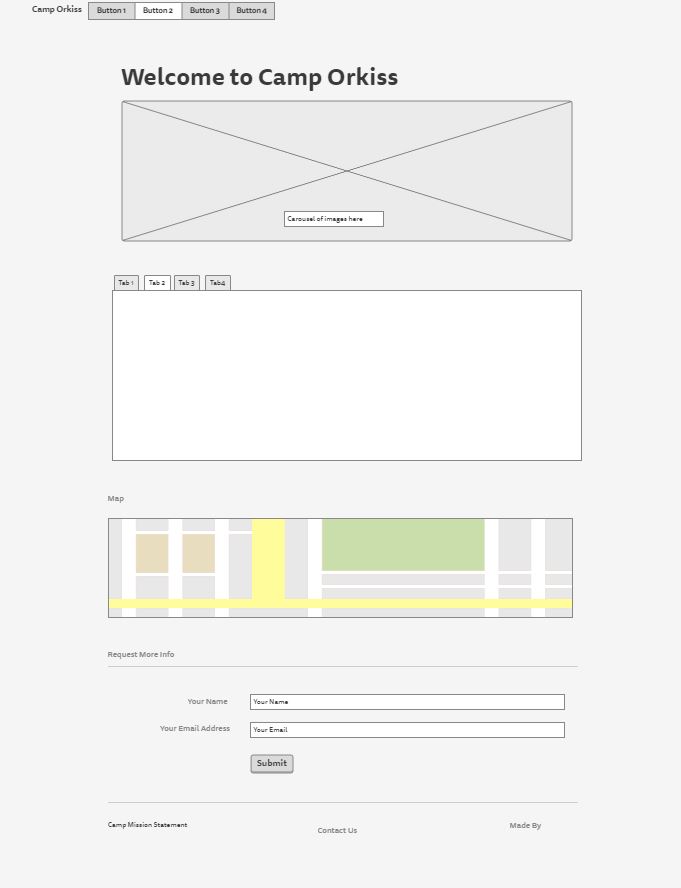 Camp Orkiss Button 1 Button 2 Button 3 Button 4
Welcome to Camp Orkiss
Carousel of images here
Tab 1 Tab 2 Tab 3 Tab4
Map
Request More Info
Your Name Your Name
Your Email Address Your Email
Submit
Camp Mission Statement Contact Us Made By